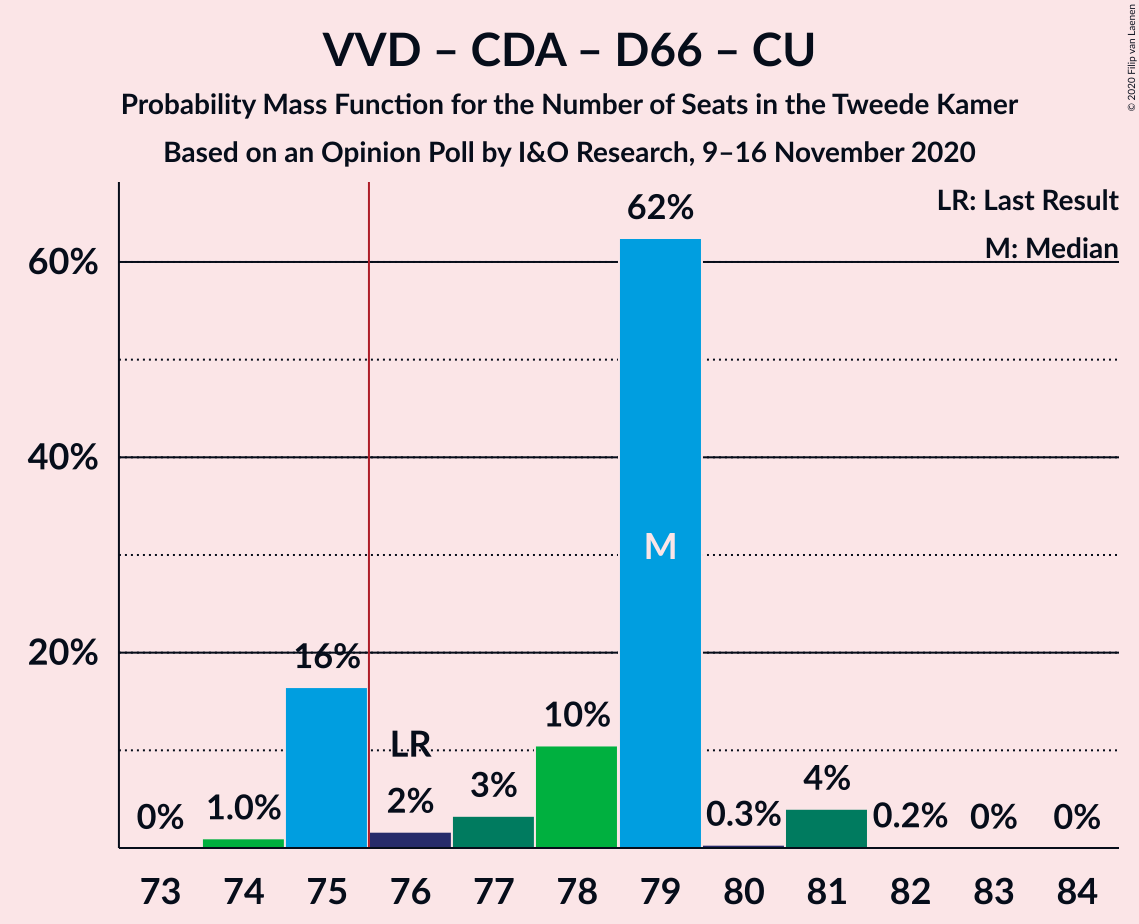 VVD – CDA – D66 – CU
Probability Mass Function for the Number of Seats in the Tweede Kamer
Based on an Opinion Poll by I&O Research, 9–16 November 2020
© 2020 Filip van Laenen
LR: Last Result
M: Median
60%
40%
20%
0%
1.0%
16%
LR
2%
3%
10%
62%
M
0.3%
4%
0.2%
0%
0%
73 74 75 76 77 78 79 80 81 82 83 84